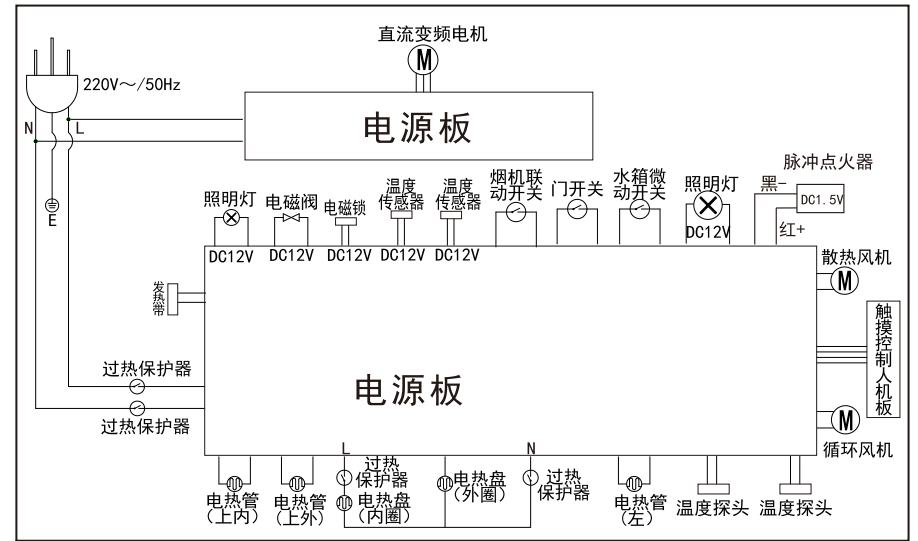 直流变频电机
M
220V～/50Hz
N
L
电源板
E
照明灯
DC12V
电磁阀
DC12V
电磁锁
DC12V
温度
传感器
DC12V
温度
传感器
DC12V
烟机联
动开关
门开关
水箱微
动开关
照明灯
DC12V
脉冲点火器
黑-
DC1.5V
红+
发热带
散热风机
M
触摸控制人机板
过热保护器
过热保护器
电源板
M
循环风机
L
N
电热管
(上内)
电热管
(上外)
过热
保护器
电热盘
(内圈)
电热盘
(外圈)
过热
保护器
电热管
(左)
温度探头
温度探头